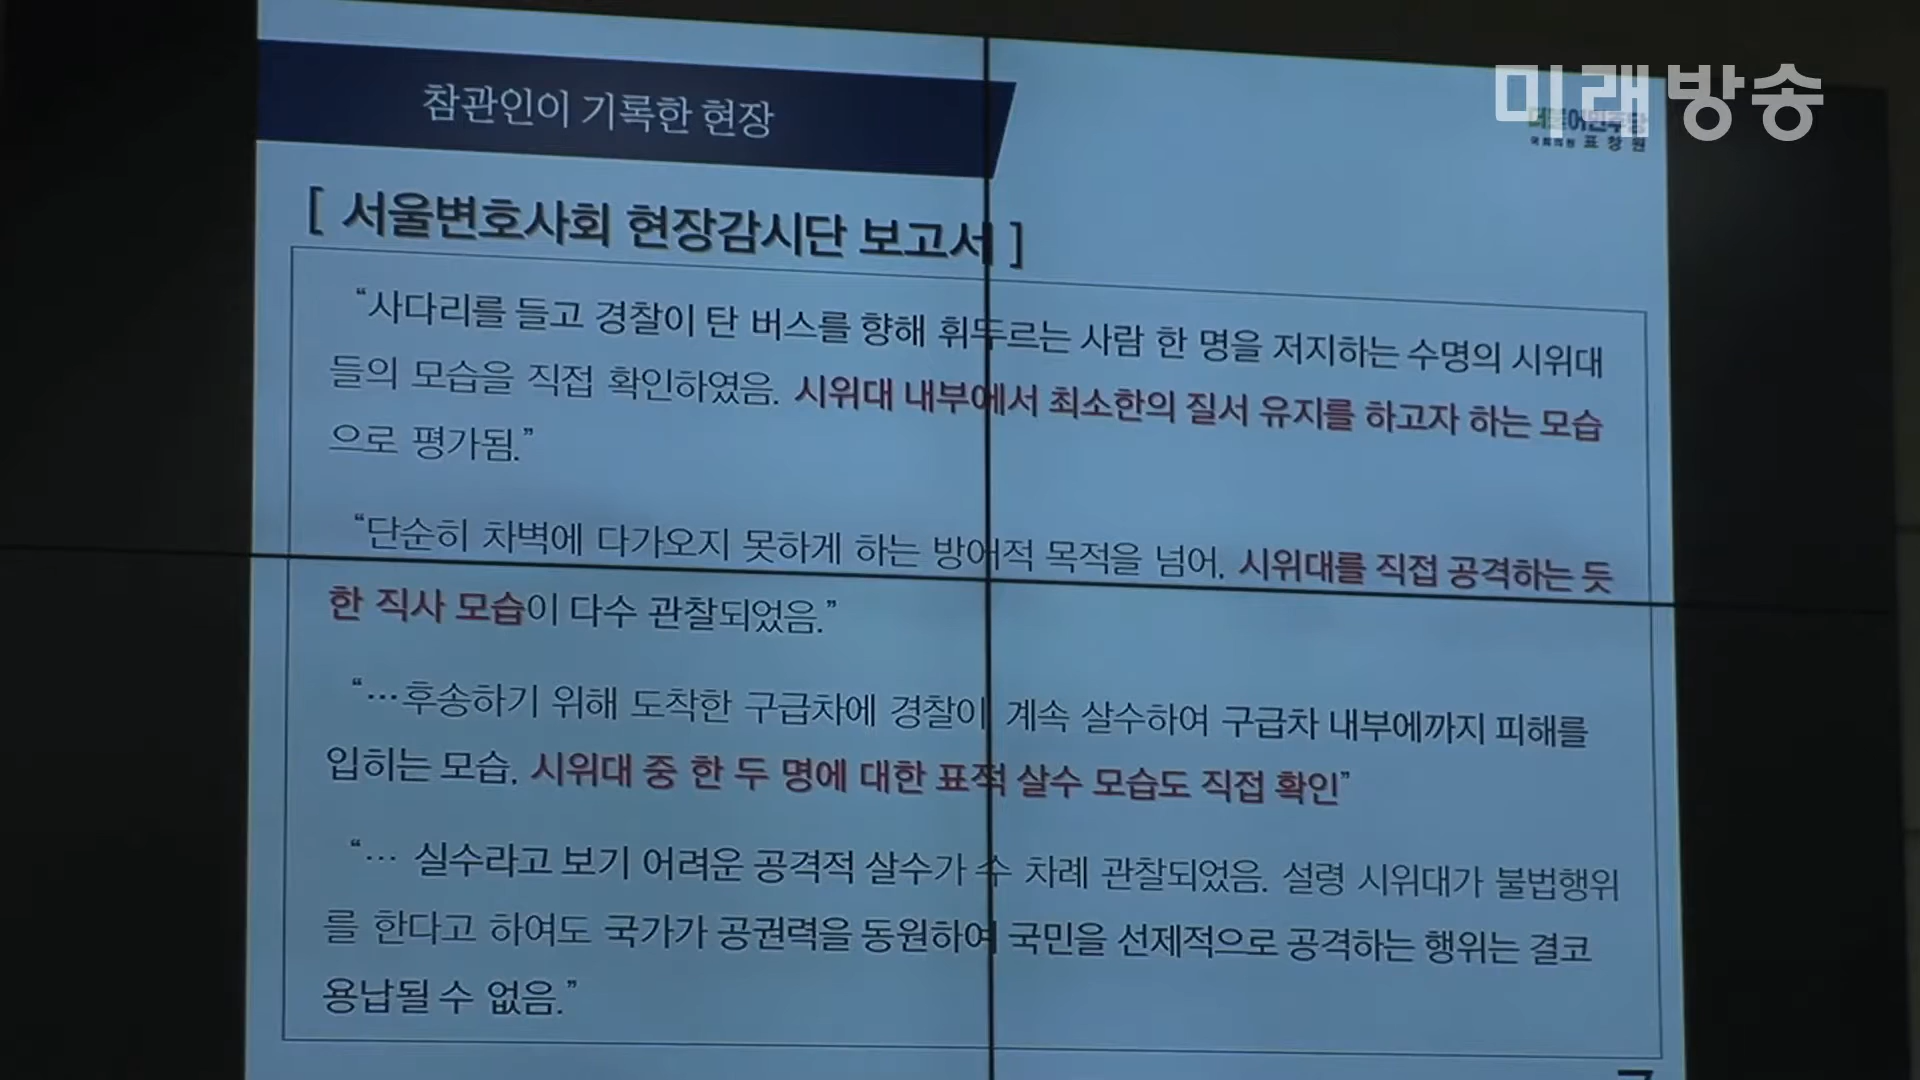 미래방송
참관인이 기록한 현장
더불어민주당
국회의원 표창원
[ 서울변호사회 현장감시단 보고서 ]
“사다리를 들고 경찰이 탄 버스를 향해 휘두르는 사람 한 명을 저지하는 수명의 시위대
들의 모습을 직접 확인하였음. 시위대 내부에서 최소한의 질서 유지를 하고자 하는 모습
으로 평가됨.”
“단순히 차벽에 다가오지 못하게 하는 방어적 목적을 넘어, 시위대를 직접 공격하는 듯
한 직사 모습이 다수 관찰되었음.”
“…후송하기 위해 도착한 구급차에 경찰이 계속 살수하여 구급차 내부에까지 피해를
입히는 모습, 시위대 중 한 두 명에 대한 표적 살수 모습도 직접 확인”
“… 실수라고 보기 어려운 공격적 살수가 수 차례 관찰되었음. 설령 시위대가 불법행위
를 한다고 하여도 국가가 공권력을 동원하여 국민을 선제적으로 공격하는 행위는 결코
용납될 수 없음.”